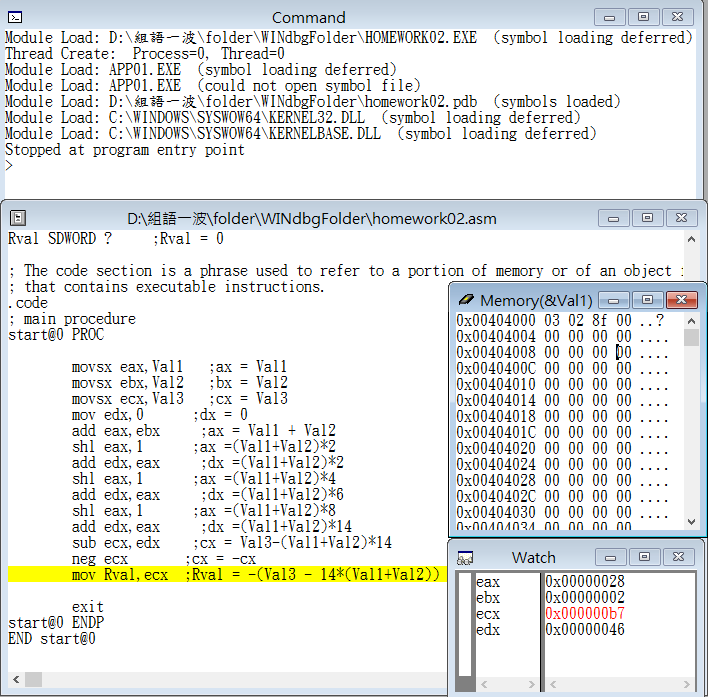 Command
Module Load: D:\組語一波\folder\WINdbgFolder\HOMEWORK02.EXE (symbol loading deferred)
Thread Create: Process=0, Thread=0
Module Load: APP01.EXE (symbol loading deferred)
Module Load: APP01.EXE (could not open symbol file)
Module Load: D:\組語一波\folder\WINdbgFolder\homework02.pdb (symbols loaded)
Module Load: C:\WINDOWS\SYSWOW64\KERNEL32.DLL (symbol loading deferred)
Module Load: C:\WINDOWS\SYSWOW64\KERNELBASE.DLL (symbol loading deferred)
Stopped at program entry point
>
D:\組語一波\folder\WINdbgFolder\homework02.asm
Rval SDWORD ? ;Rval = 0
; The code section is a phrase used to refer to a portion of memory or of an object
; that contains executable instructions.
.code
; main procedure
start@0 PROC
movsx eax,Val1 ;ax = Val1
movsx ebx,Val2 ;bx = Val2
movsx ecx,Val3 ;cx = Val3
mov edx,0 ;dx = 0
add eax,ebx ;ax = Val1 + Val2
shl eax,1 ;ax =(Val1+Val2)*2
add edx,eax ;dx =(Val1+Val2)*2
shl eax,1 ;ax =(Val1+Val2)*4
add edx,eax ;dx =(Val1+Val2)*6
shl eax,1 ;ax =(Val1+Val2)*8
add edx,eax ;dx =(Val1+Val2)*14
sub ecx,edx ;cx = Val3-(Val1+Val2)*14
neg ecx ;cx = -cx
mov Rval,ecx ;Rval = -(Val3 - 14*(Val1+Val2))
exit
start@0 ENDP
END start@0
Memory(&Val1)
0x00404000 03 02 8f 00 ..?
0x00404004 00 00 00 00 ....
0x00404008 00 00 00 00 ....
0x0040400C 00 00 00 00 ....
0x00404010 00 00 00 00 ....
0x00404014 00 00 00 00 ....
0x00404018 00 00 00 00 ....
0x0040401C 00 00 00 00 ....
0x00404020 00 00 00 00 ....
0x00404024 00 00 00 00 ....
0x00404028 00 00 00 00 ....
0x0040402C 00 00 00 00 ....
0x00404030 00 00 00 00 ....
0x00404034 00 00 00 00
Watch
eax 0x00000028
ebx 0x00000002
ecx 0x000000b7
edx 0x00000046